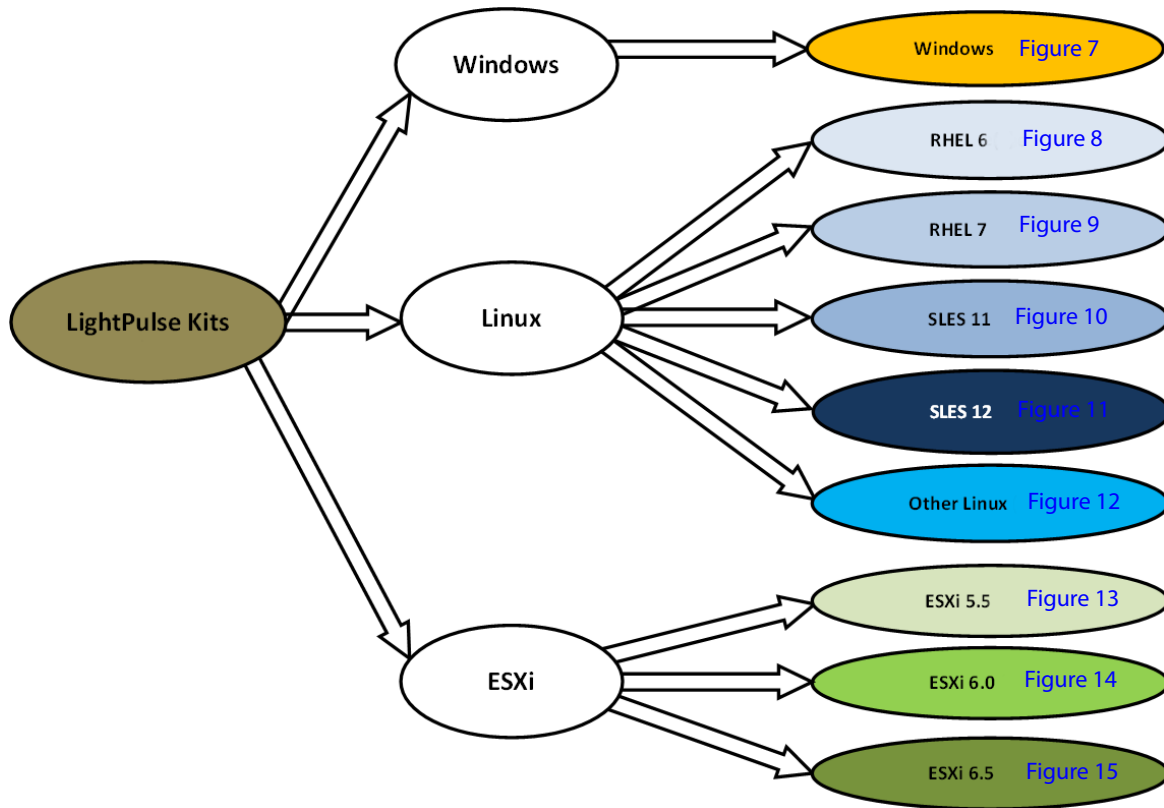 Windows
Windows Figure 7
RHEL 6 Figure 8
RHEL 7 Figure 9
LightPulse Kits
Linux
SLES 11 Figure 10
SLES 12 Figure 11
Other Linux Figure 12
ESXi 5.5 Figure 13
ESXi
ESXi 6.0 Figure 14
ESXi 6.5 Figure 15